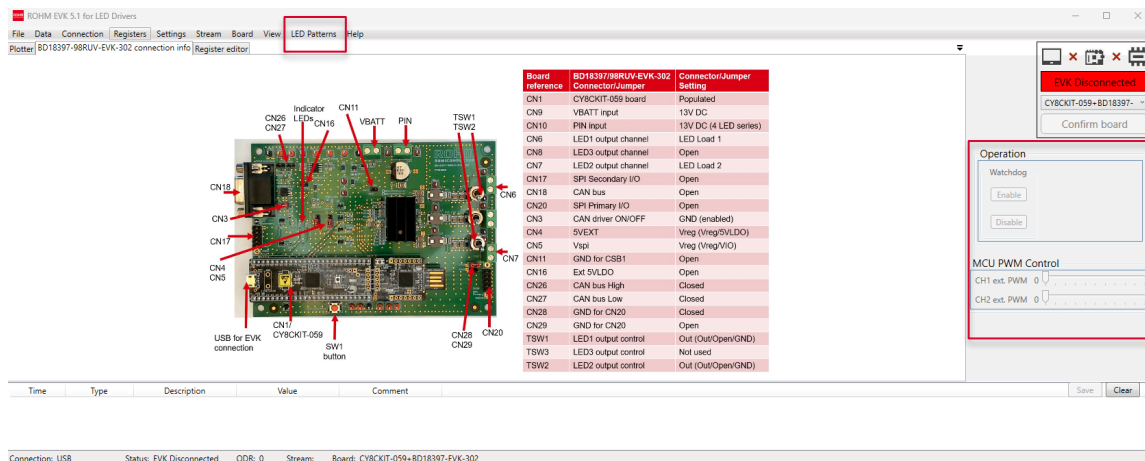 ROHM EVK 5.1 for LED Drivers
File Data Connection Registers Settings Stream Board View LED Patterns Help
Plotter BD18397-98RUV-EVK-302 connection info Register editor
EVK Disconnected
CY8CKIT-059+BD18397-
Confirm board
Operation
Watchdog
Enable
Disable
MCU PWM Control
CH1 ext. PWM 0
CH2 ext. PWM 0
CN26
CN27
Indicator
LEDs
CN16
CN11
VBATT
PIN
TSW1
TSW2
CN18
CN6
CN3
CN17
CN7
CN4
CN5
USB for EVK
connection
CN1/
CY8CKIT-059
SW1
button
CN28
CN29
CN20
Board reference BD18397/98RUV-EVK-302 Connector/Jumper Connector/Jumper Setting
CN1 CY8CKIT-059 board Populated
CN9 VBATT input 13V DC
CN10 PIN input 13V DC (4 LED series)
CN6 LED1 output channel LED Load 1
CN8 LED3 output channel Open
CN7 LED2 output channel LED Load 2
CN17 SPI Secondary I/O Open
CN18 CAN bus Open
CN20 SPI Primary I/O Open
CN3 CAN driver ON/OFF GND (enabled)
CN4 5VEXT Vreg (Vreg/5VLDO)
CN5 Vspi Vreg (Vreg/VIO)
CN11 GND for CSB1 Open
CN16 Ext 5VLDO Open
CN26 CAN bus High Closed
CN27 CAN bus Low Closed
CN28 GND for CN20 Closed
CN29 GND for CN20 Open
TSW1 LED1 output control Out (Out/Open/GND)
TSW3 LED3 output control Not used
TSW2 LED2 output control Out (Out/Open/GND)
Time Type Description Value Comment
Save Clear
Connection: USB Status: EVK Disconnected ODR: 0 Stream: Board: CY8CKIT-059+BD18397-EVK-302